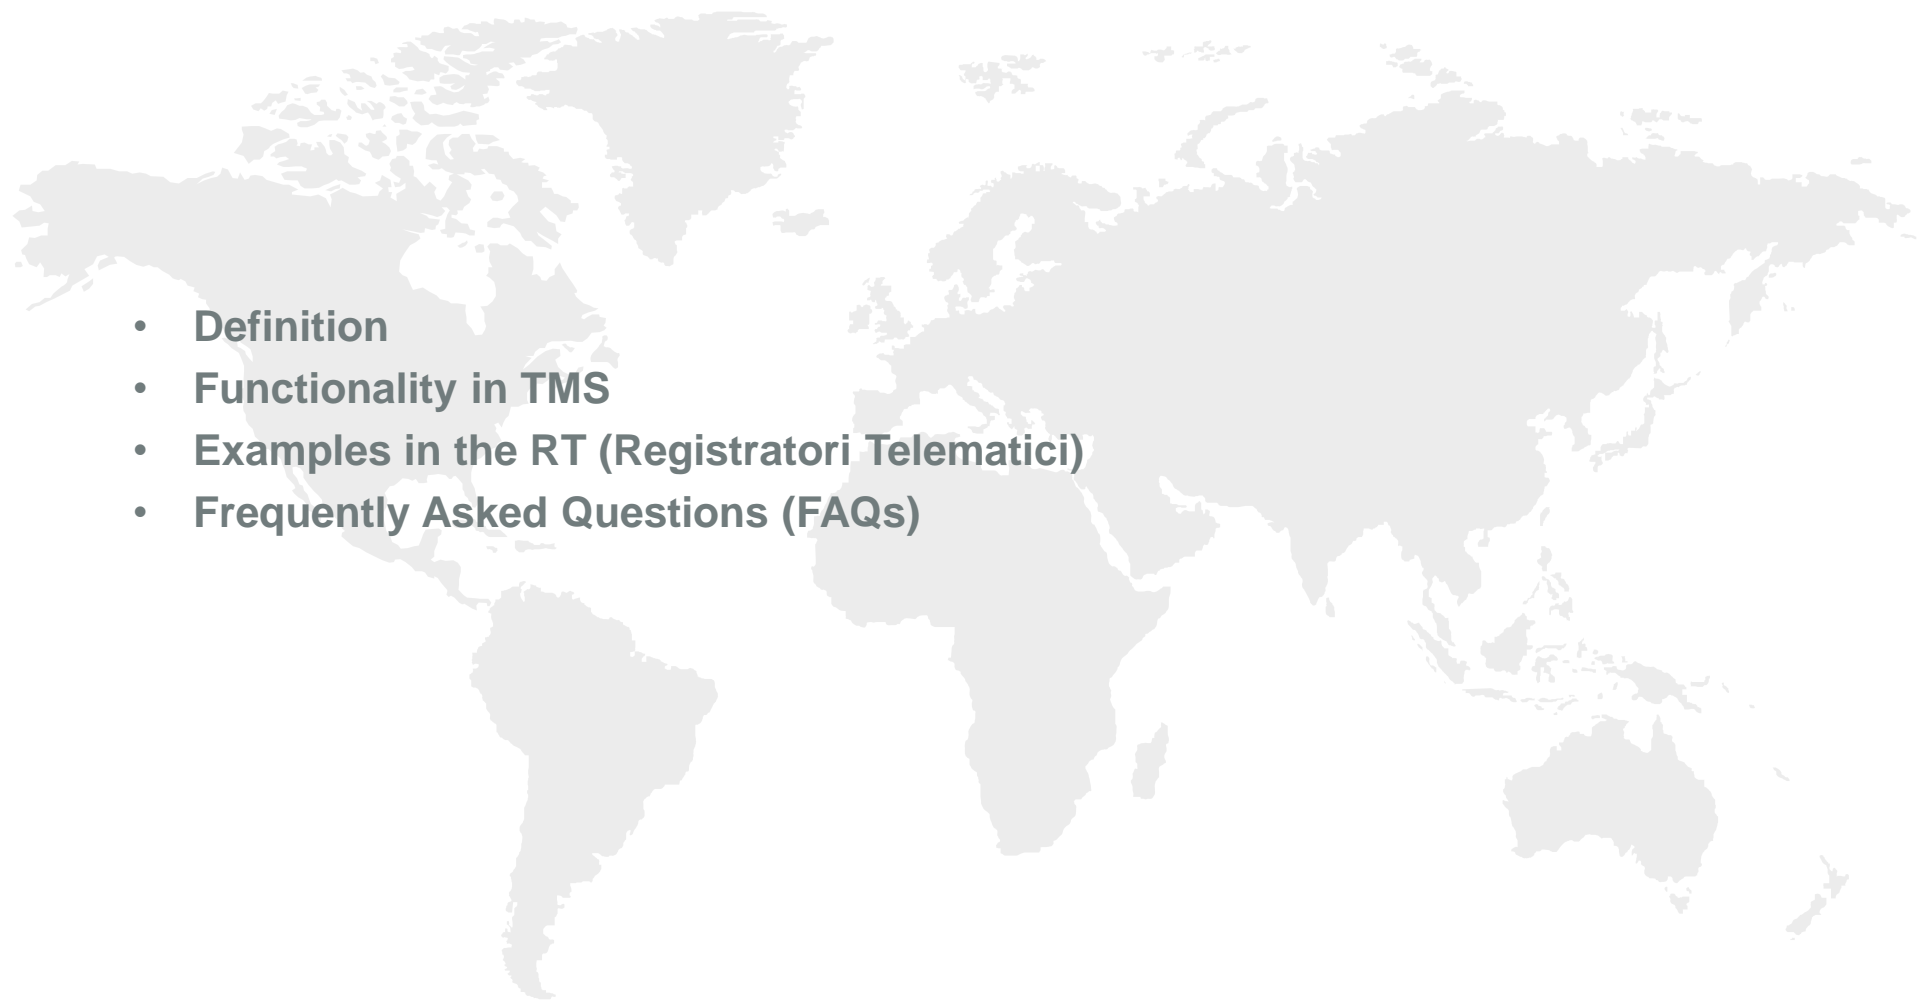 • Definition
• Functionality in TMS
• Examples in the RT (Registratori Telematici)
• Frequently Asked Questions (FAQs)